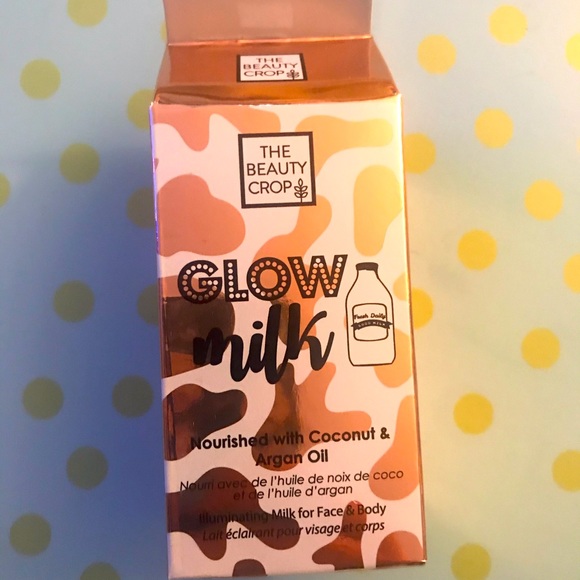 THE
BEAUTY
CROP
THE
BEAUTY
CROP
GLOW
milk
Fresh Daily
Nourished with Coconut &
Argan Oil
Nourri avec de l'huile de noix de coco
et de l'huile d'argan
Illuminating Milk for Face & Body
Lait éclairant pour visage et corps